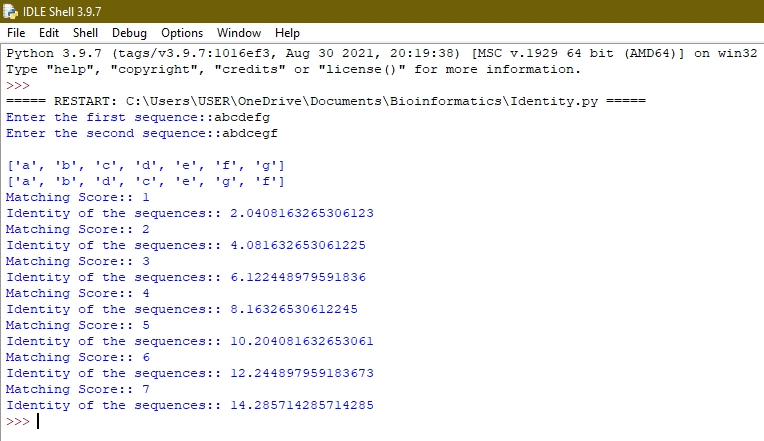 IDLE Shell 3.9.7
File Edit Shell Debug Options Window Help
Python 3.9.7 (tags/v3.9.7:1016ef3, Aug 30 2021, 20:19:38) [MSC v.1929 64 bit (AMD64)] on win32
Type "help", "copyright", "credits" or "license()" for more information.
>>>
===== RESTART: C:\Users\USER\OneDrive\Documents\Bioinformatics\Identity.py =====
Enter the first sequence::abcdefg
Enter the second sequence::abdcegf
['a', 'b', 'c', 'd', 'e', 'f', 'g']
['a', 'b', 'd', 'c', 'e', 'g', 'f']
Matching Score:: 1
Identity of the sequences:: 2.0408163265306123
Matching Score:: 2
Identity of the sequences:: 4.081632653061225
Matching Score:: 3
Identity of the sequences:: 6.122448979591836
Matching Score:: 4
Identity of the sequences:: 8.16326530612245
Matching Score:: 5
Identity of the sequences:: 10.204081632653061
Matching Score:: 6
Identity of the sequences:: 12.244897959183673
Matching Score:: 7
Identity of the sequences:: 14.285714285714285
>>>